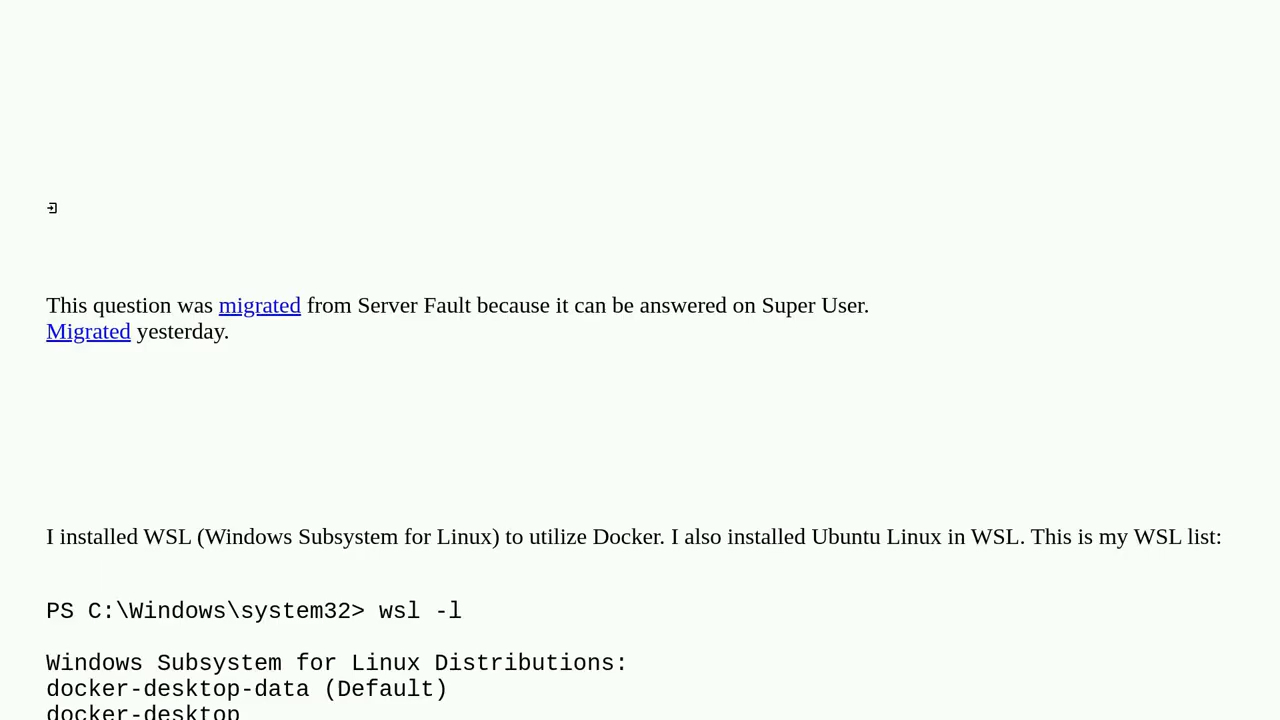 This question was migrated from Server Fault because it can be answered on Super User.
Migrated yesterday.
I installed WSL (Windows Subsystem for Linux) to utilize Docker. I also installed Ubuntu Linux in WSL. This is my WSL list:
PS C:\Windows\system32> wsl -l
Windows Subsystem for Linux Distributions:
docker-desktop-data (Default)
docker-desktop